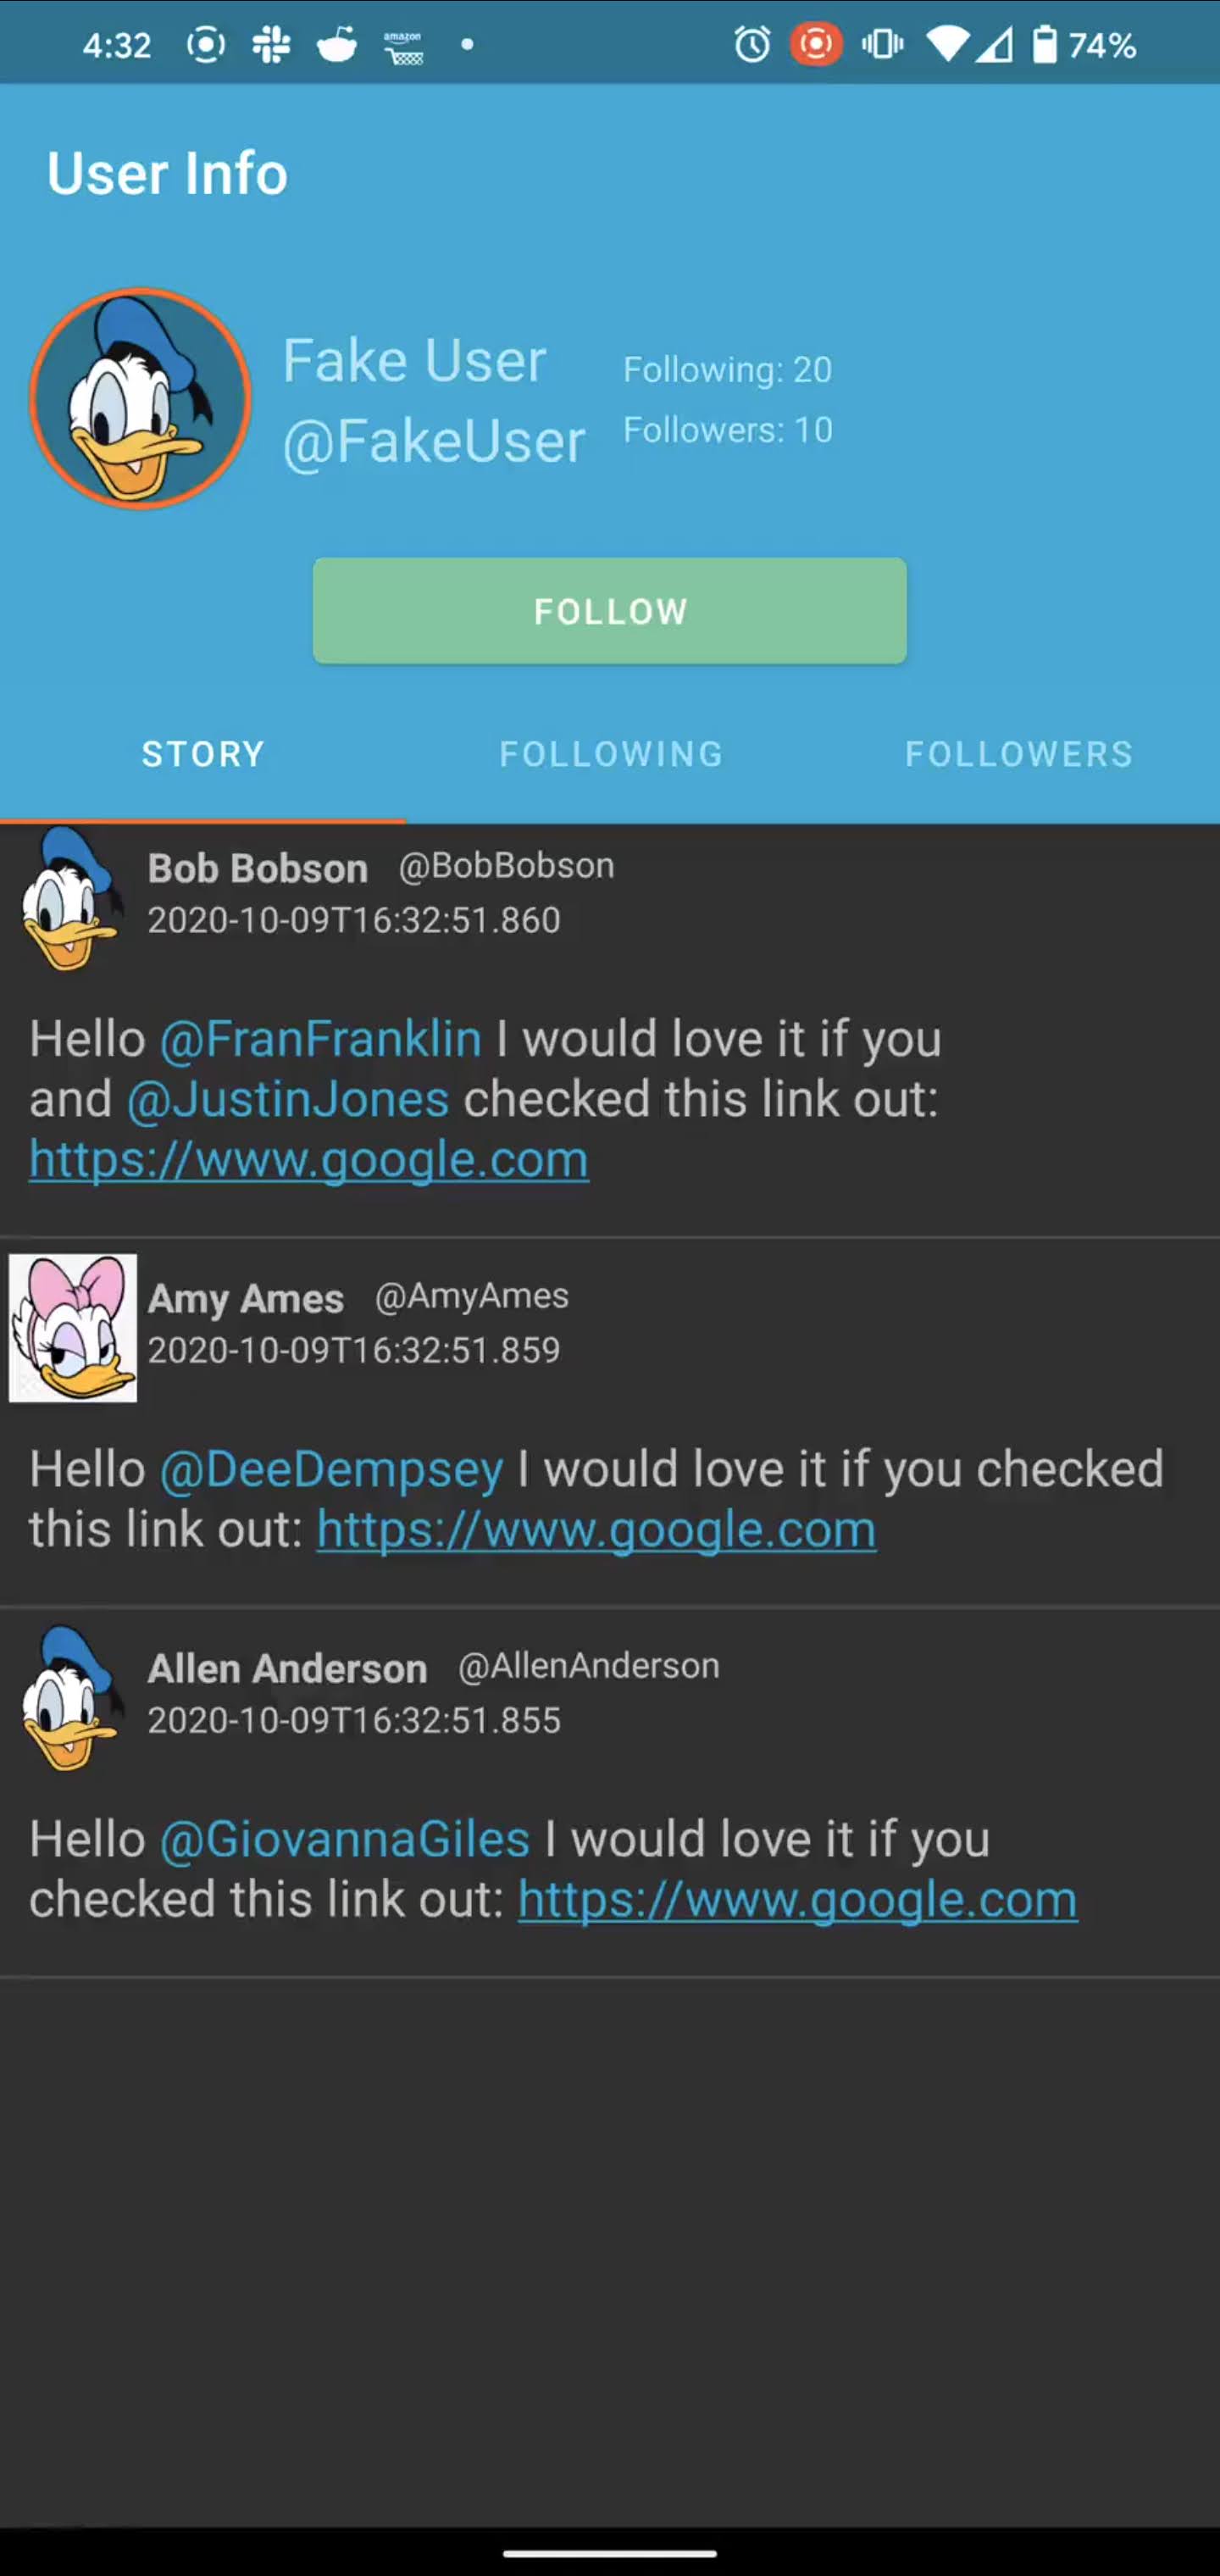 4:32
amazon
74%
User Info
Fake User
@FakeUser
Following: 20
Followers: 10
FOLLOW
STORY FOLLOWING FOLLOWERS
Bob Bobson @BobBobson
2020-10-09T16:32:51.860
Hello @FranFranklin I would love it if you
and @JustinJones checked this link out:
https://www.google.com
Amy Ames @AmyAmes
2020-10-09T16:32:51.859
Hello @DeeDempsey I would love it if you checked
this link out: https://www.google.com
Allen Anderson @AllenAnderson
2020-10-09T16:32:51.855
Hello @GiovannaGiles I would love it if you
checked this link out: https://www.google.com